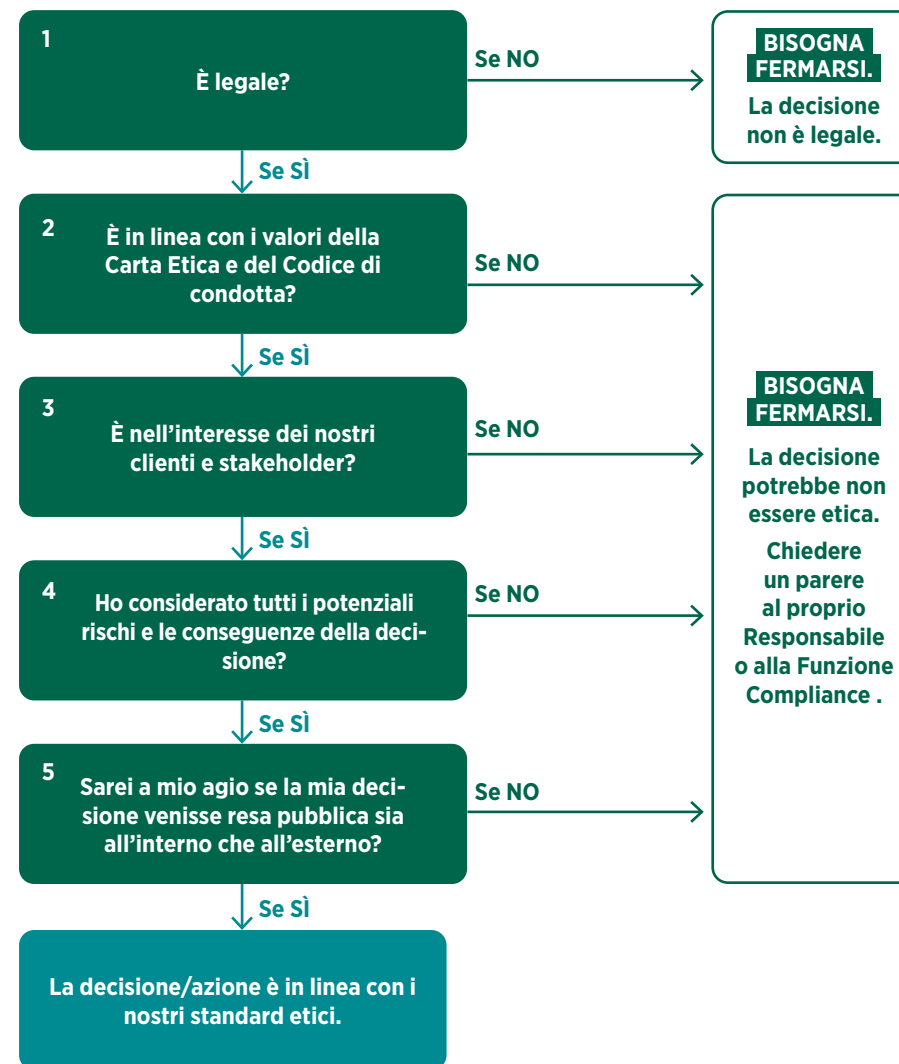 1
È legale?
Se NO
BISOGNA
FERMARSI.
La decisione
non è legale.
Se SÌ
2
È in linea con i valori della
Carta Etica e del Codice di
condotta?
Se NO
Se SÌ
3
È nell'interesse dei nostri
clienti e stakeholder?
Se NO
BISOGNA
FERMARSI.
La decisione
potrebbe non
essere etica.
Chiedere
un parere
al proprio
Responsabile
o alla Funzione
Compliance .
Se SÌ
4
Ho considerato tutti i potenziali
rischi e le conseguenze della deci-
sione?
Se NO
Se SÌ
5
Sarei a mio agio se la mia deci-
sione venisse resa pubblica sia
all'interno che all'esterno?
Se NO
Se SÌ
La decisione/azione è in linea con i
nostri standard etici.